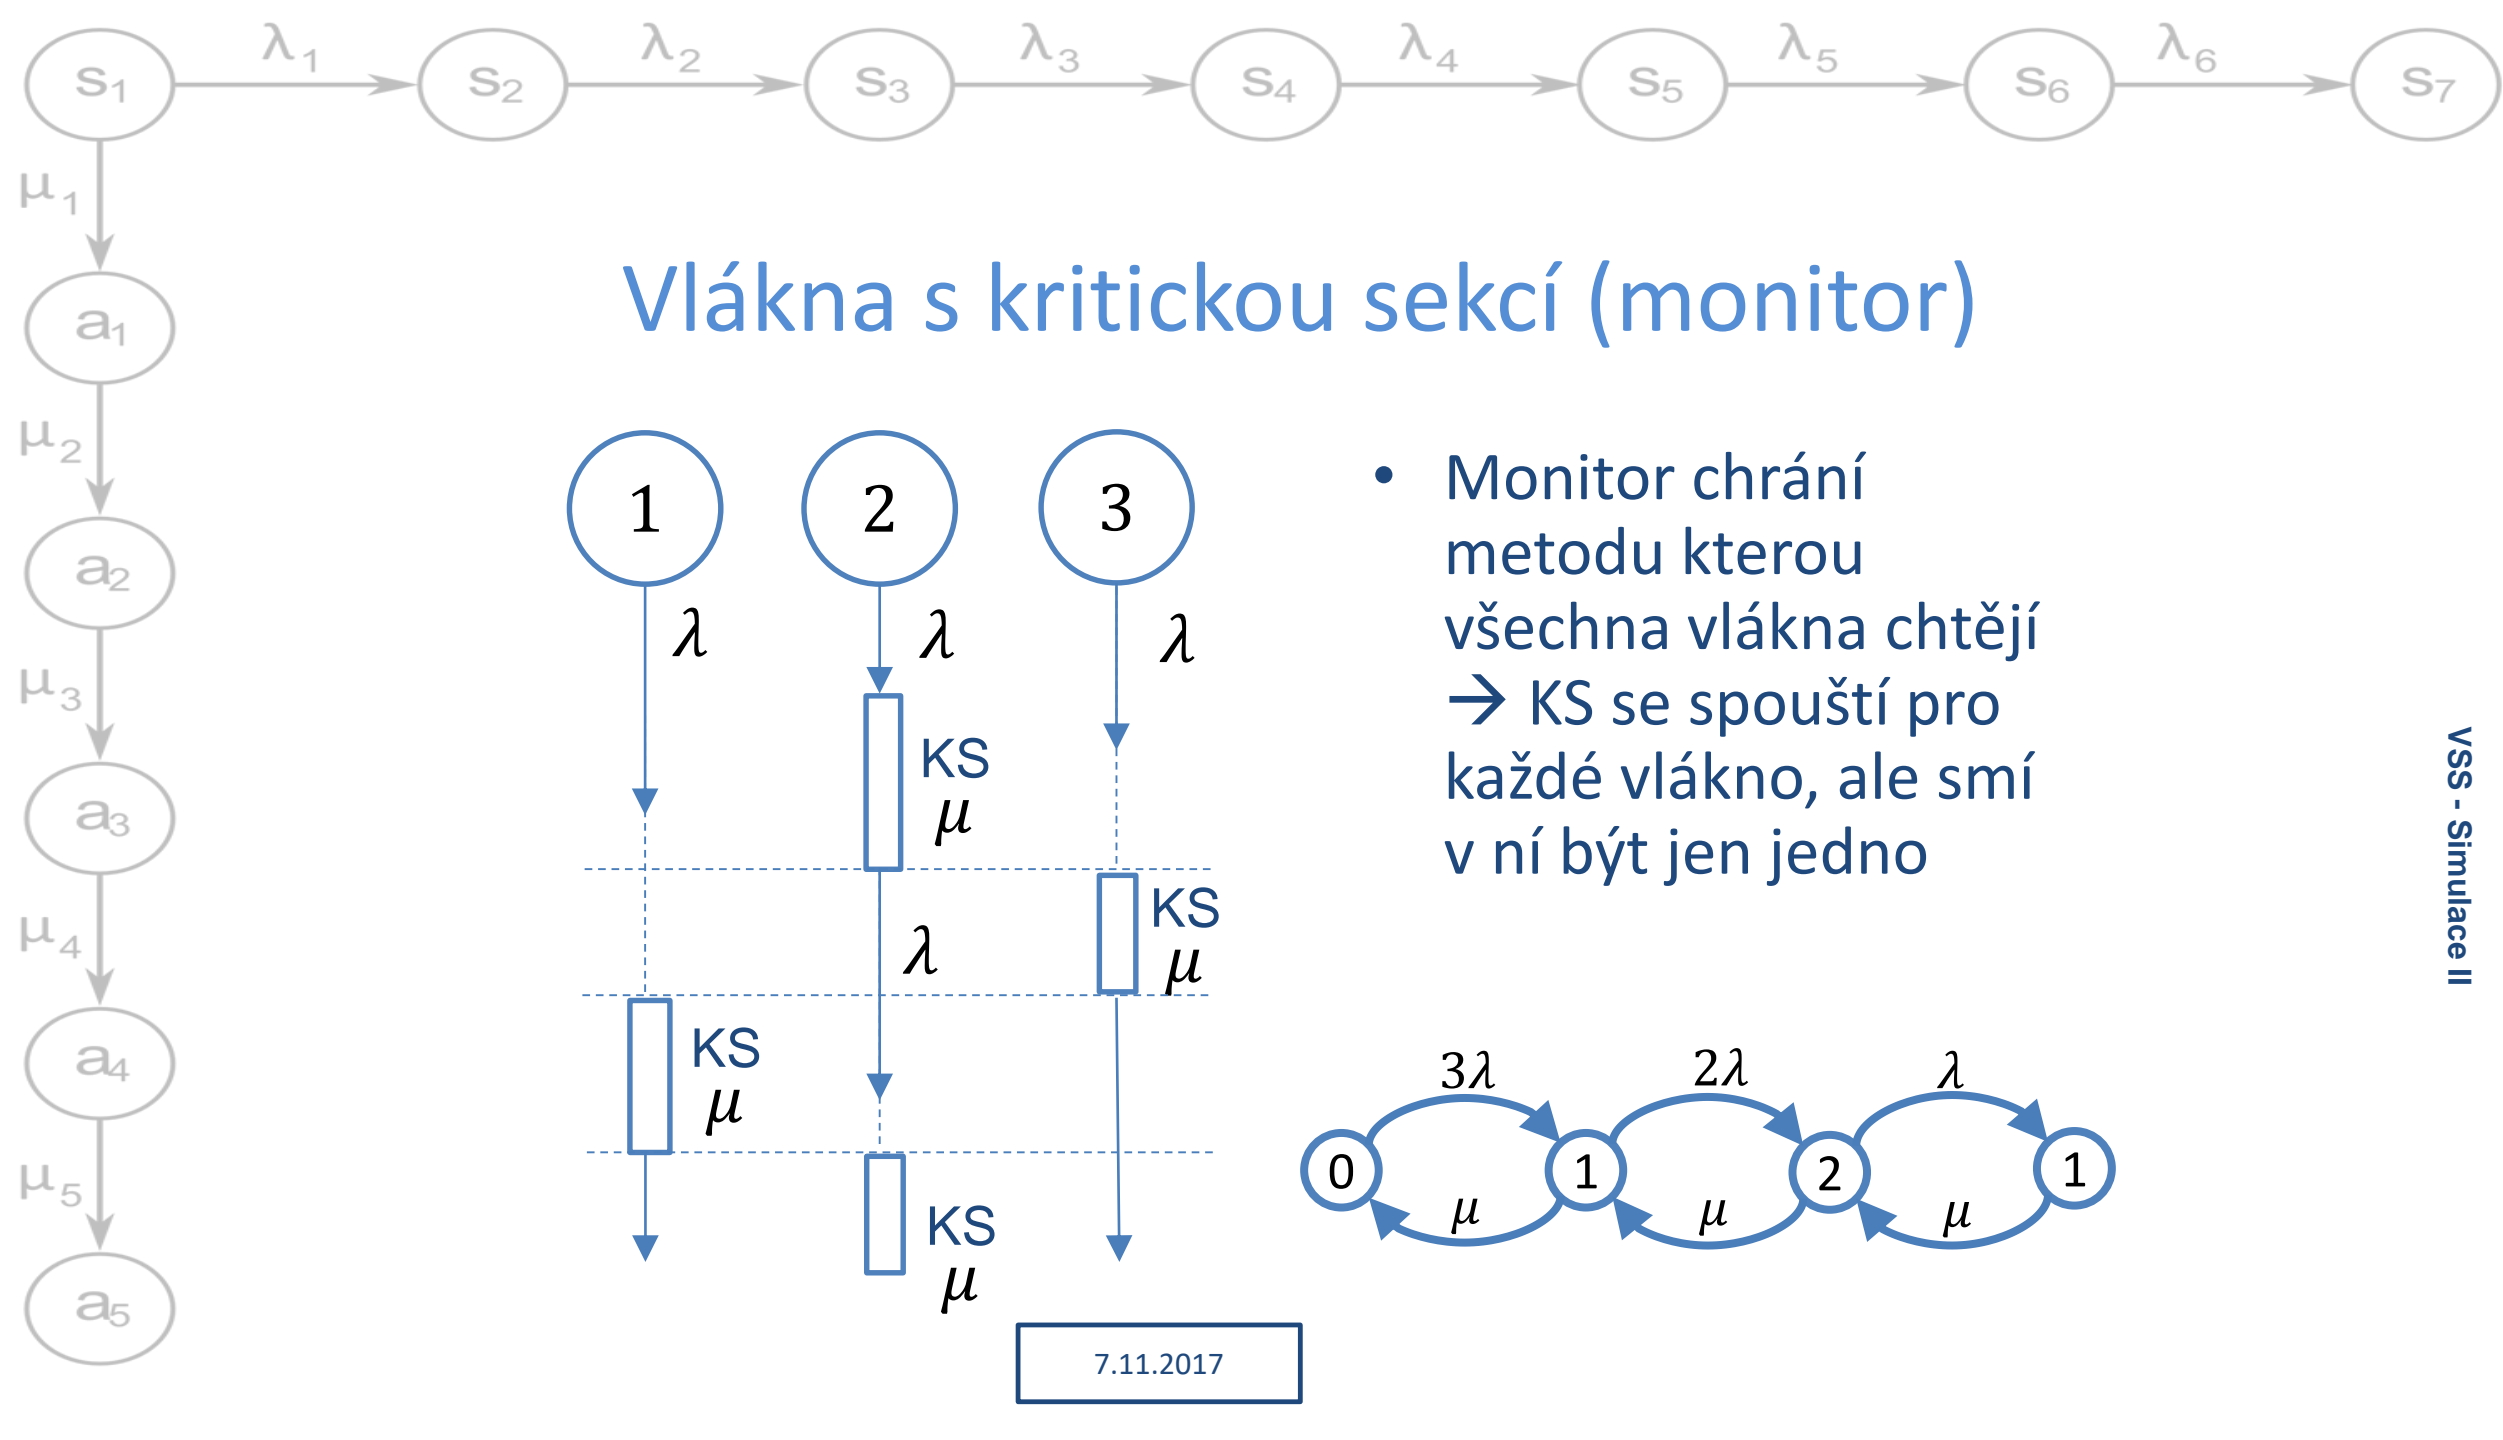 λ1 λ2 λ3 λ4 λ5 λ6
s1 s2 s3 s4 s5 s6 s7
μ1
a1
μ2
a2
μ3
a3
μ4
a4
μ5
a5
Vlákna s kritickou sekcí (monitor)
1 2 3
λ λ λ
KS
μ
KS
μ
λ
KS
μ
KS
μ
• Monitor chrání
metodu kterou
všechna vlákna chtějí
→ KS se spouští pro
každé vlákno, ale smí
v ní být jen jedno
3λ 2λ λ
0 1 2 1
μ μ μ
7.11.2017
VSS - Simulace II